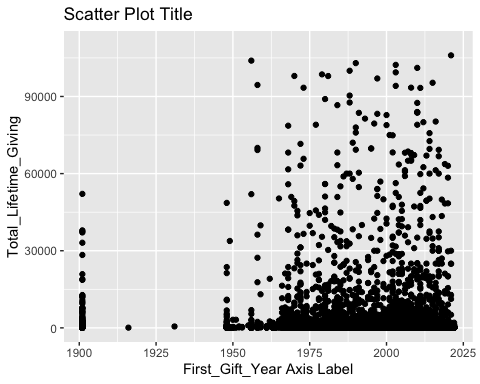 Scatter Plot Title
Total_Lifetime_Giving
90000
60000
30000
0
1900 1925 1950 1975 2000 2025
First_Gift_Year Axis Label